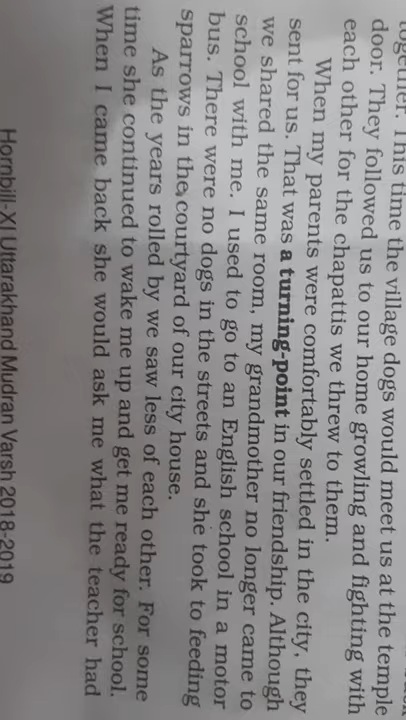 together. This time the village dogs would meet us at the temple
door. They followed us to our home growling and fighting with
each other for the chapattis we threw to them.
When my parents were comfortably settled in the city, they
sent for us. That was a turning-point in our friendship. Although
we shared the same room, my grandmother no longer came to
school with me. I used to go to an English school in a motor
bus. There were no dogs in the streets and she took to feeding
sparrows in the courtyard of our city house.
As the years rolled by we saw less of each other. For some
time she continued to wake me up and get me ready for school.
When I came back she would ask me what the teacher had
Hornbill-XI Uttarakhand Mudran Varsh 2018-2019